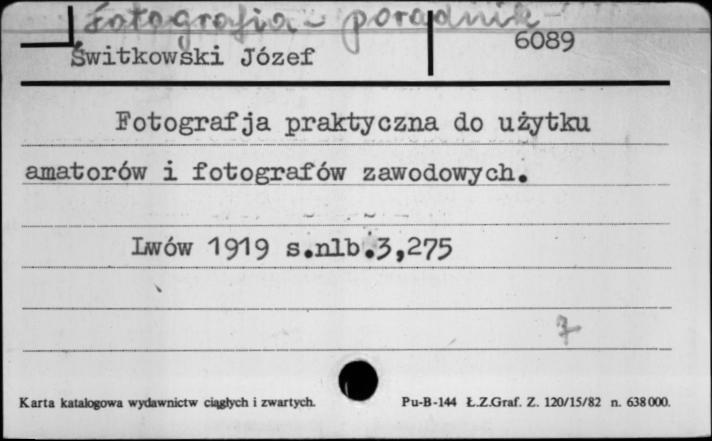 Fotografia - poradnik -
Świtkowski Józef
6089
Fotografja praktyczna do użytku
amatorów i fotografów zawodowych.
Lwów 1919 s.nlb.3,275
7
Karta katalogowa wydawnictw ciągłych i zwartych.
Pu-B-144 Ł.Z.Graf. Z. 120/15/82 n. 638000.